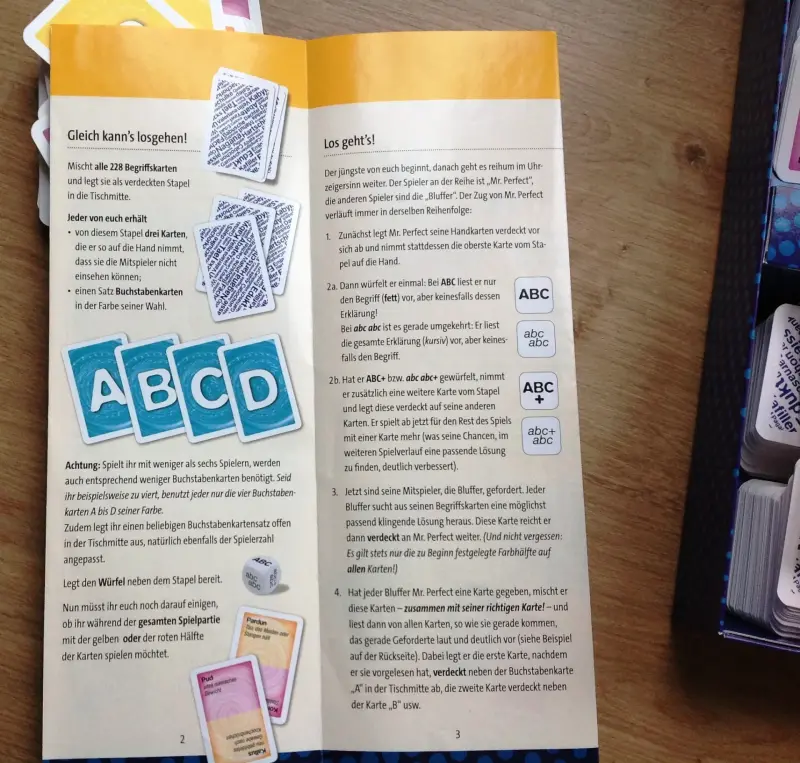 Gleich kann's losgehen!
Mischt alle 228 Begriffskarten
und legt sie als verdeckten Stapel
in die Tischmitte.
Jeder von euch erhält
• von diesem Stapel drei Karten,
die er so auf die Hand nimmt,
dass sie die Mitspieler nicht
einsehen können;
• einen Satz Buchstabenkarten
in der Farbe seiner Wahl.
A B C D
Achtung: Spielt ihr mit weniger als sechs Spielern, werden
auch entsprechend weniger Buchstabenkarten benötigt. Seid
ihr beispielsweise zu viert, benutzt jeder nur die vier Buchstaben-
karten A bis D seiner Farbe.
Zudem legt ihr einen beliebigen Buchstabenkartensatz offen
in der Tischmitte aus, natürlich ebenfalls der Spielerzahl
angepasst.
Legt den Würfel neben dem Stapel bereit.
ABC
abc
abc
Nun müsst ihr euch noch darauf einigen,
ob ihr während der gesamten Spielpartie
mit der gelben oder der roten Hälfte
der Karten spielen möchtet.
Pardun
Pud
Kallus
2
Los geht's!
Der jüngste von euch beginnt, danach geht es reihum im Uhr-
zeigersinn weiter. Der Spieler an der Reihe ist „Mr. Perfect",
die anderen Spieler sind die „Bluffer". Der Zug von Mr. Perfect
verläuft immer in derselben Reihenfolge:
1. Zunächst legt Mr. Perfect seine Handkarten verdeckt vor
sich ab und nimmt stattdessen die oberste Karte vom Sta-
pel auf die Hand.
2a. Dann würfelt er einmal: Bei ABC liest er nur
den Begriff (fett) vor, aber keinesfalls dessen
Erklärung!
Bei abc abc ist es gerade umgekehrt: Er liest
die gesamte Erklärung (kursiv) vor, aber keines-
falls den Begriff.
ABC
abc
abc
2b. Hat er ABC+ bzw. abc abc+ gewürfelt, nimmt
er zusätzlich eine weitere Karte vom Stapel
und legt diese verdeckt auf seine anderen
Karten. Er spielt ab jetzt für den Rest des Spiels
mit einer Karte mehr (was seine Chancen, im
weiteren Spielverlauf eine passende Lösung
zu finden, deutlich verbessert).
ABC
+
abc+
abc
3. Jetzt sind seine Mitspieler, die Bluffer, gefordert. Jeder
Bluffer sucht aus seinen Begriffskarten eine möglichst
passend klingende Lösung heraus. Diese Karte reicht er
dann verdeckt an Mr. Perfect weiter. (Und nicht vergessen:
Es gilt stets nur die zu Beginn festgelegte Farbhälfte auf
allen Karten!)
4. Hat jeder Bluffer Mr. Perfect eine Karte gegeben, mischt er
diese Karten – zusammen mit seiner richtigen Karte! – und
liest dann von allen Karten, so wie sie gerade kommen,
das gerade Geforderte laut und deutlich vor (siehe Beispiel
auf der Rückseite). Dabei legt er die erste Karte, nachdem
er sie vorgelesen hat, verdeckt neben der Buchstabenkarte
„A" in der Tischmitte ab, die zweite Karte verdeckt neben
der Karte „B" usw.
3